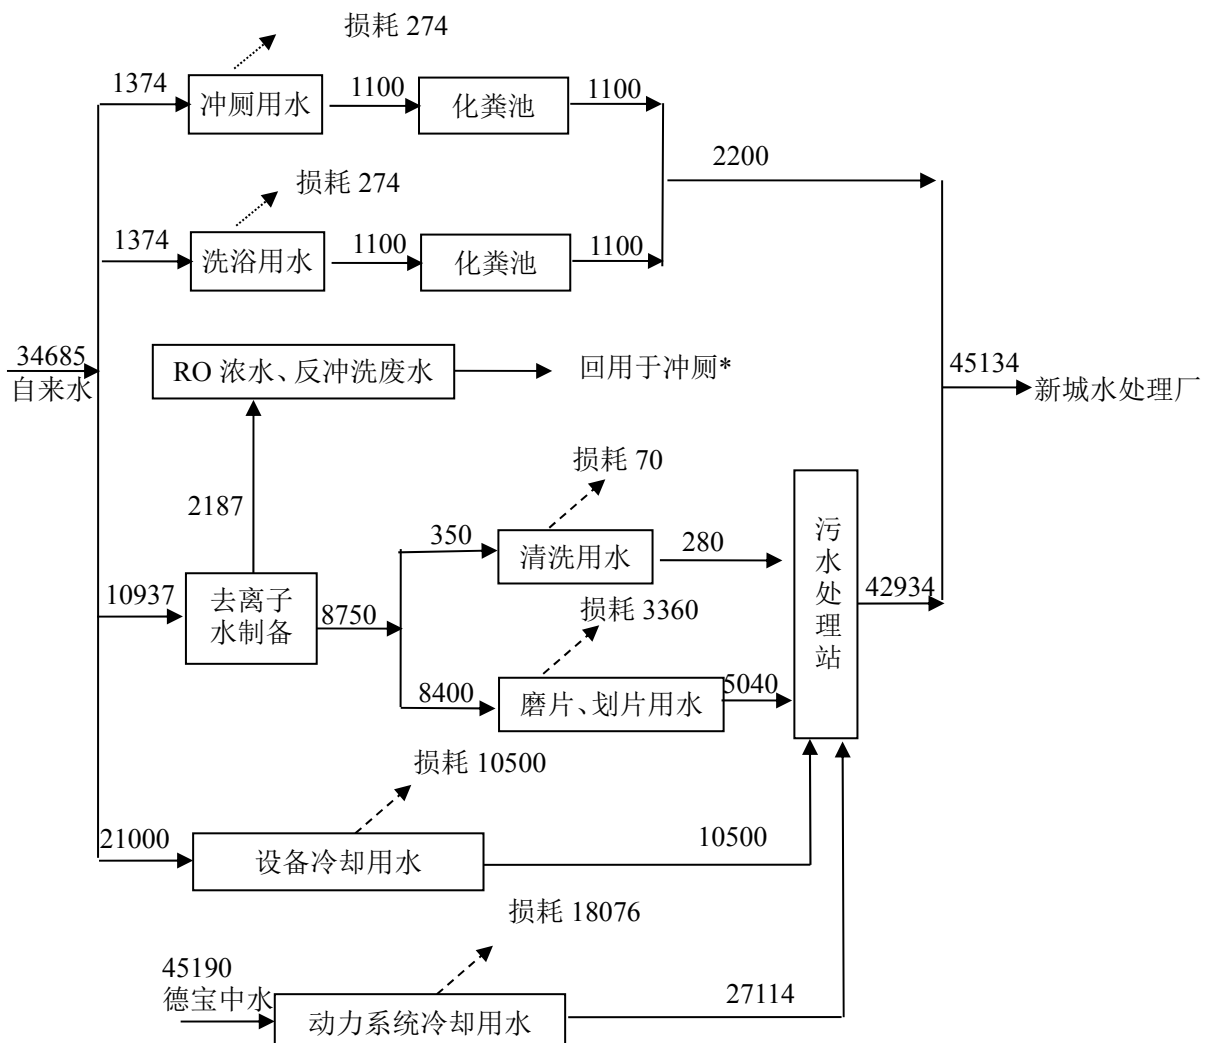 损耗 274
1374
冲厕用水
1100
化粪池
1100
2200
损耗 274
1374
洗浴用水
1100
化粪池
1100
34685
自来水
RO 浓水、反冲洗废水
回用于冲厕*
45134
新城水处理厂
2187
损耗 70
350
清洗用水
280
污水处理站
42934
10937
去离子
水制备
8750
损耗 3360
8400
磨片、划片用水
5040
损耗 10500
21000
设备冷却用水
10500
损耗 18076
45190
德宝中水
动力系统冷却用水
27114